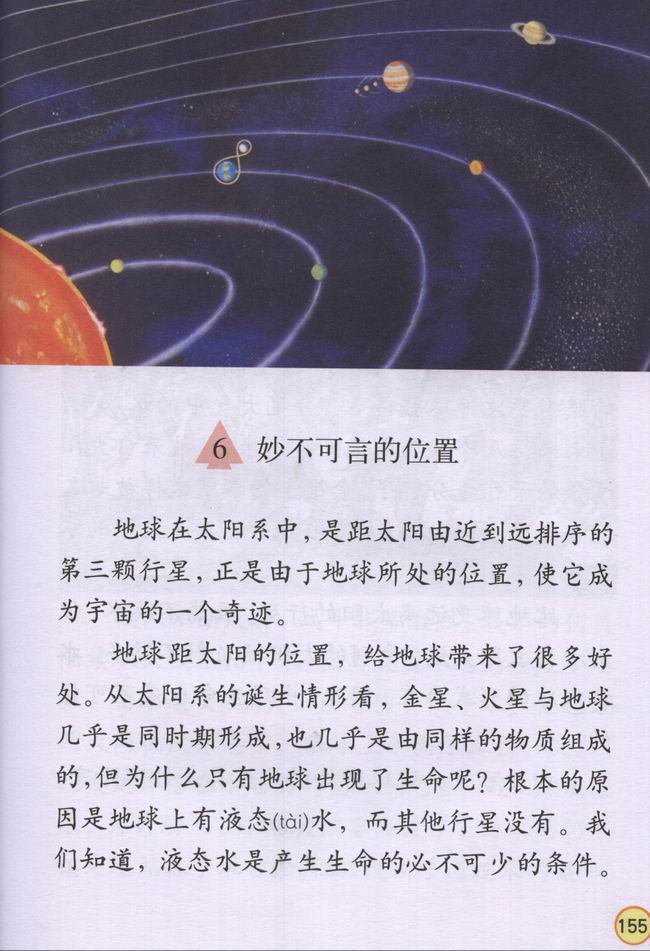 6 妙不可言的位置
地球在太阳系中，是距太阳由近到远排序的
第三颗行星，正是由于地球所处的位置，使它成
为宇宙的一个奇迹。
地球距太阳的位置，给地球带来了很多好
处。从太阳系的诞生情形看，金星、火星与地球
几乎是同时期形成，也几乎是由同样的物质组成
的，但为什么只有地球出现了生命呢？根本的原
因是地球上有液态(tài)水，而其他行星没有。我
们知道，液态水是产生生命的必不可少的条件。
155